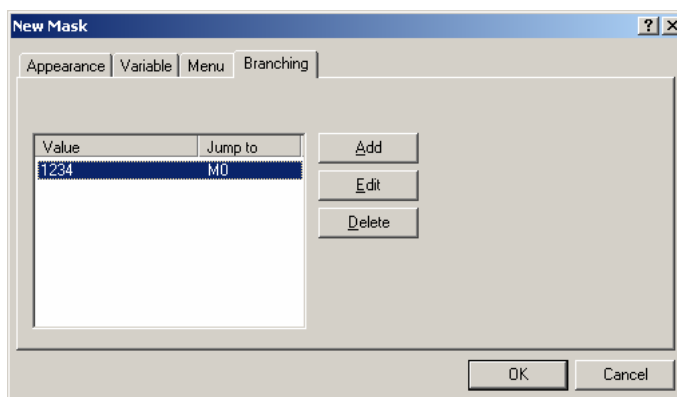 New Mask
Appearance Variable Menu Branching
Value Jump to
1234 M0
Add
Edit
Delete
OK Cancel